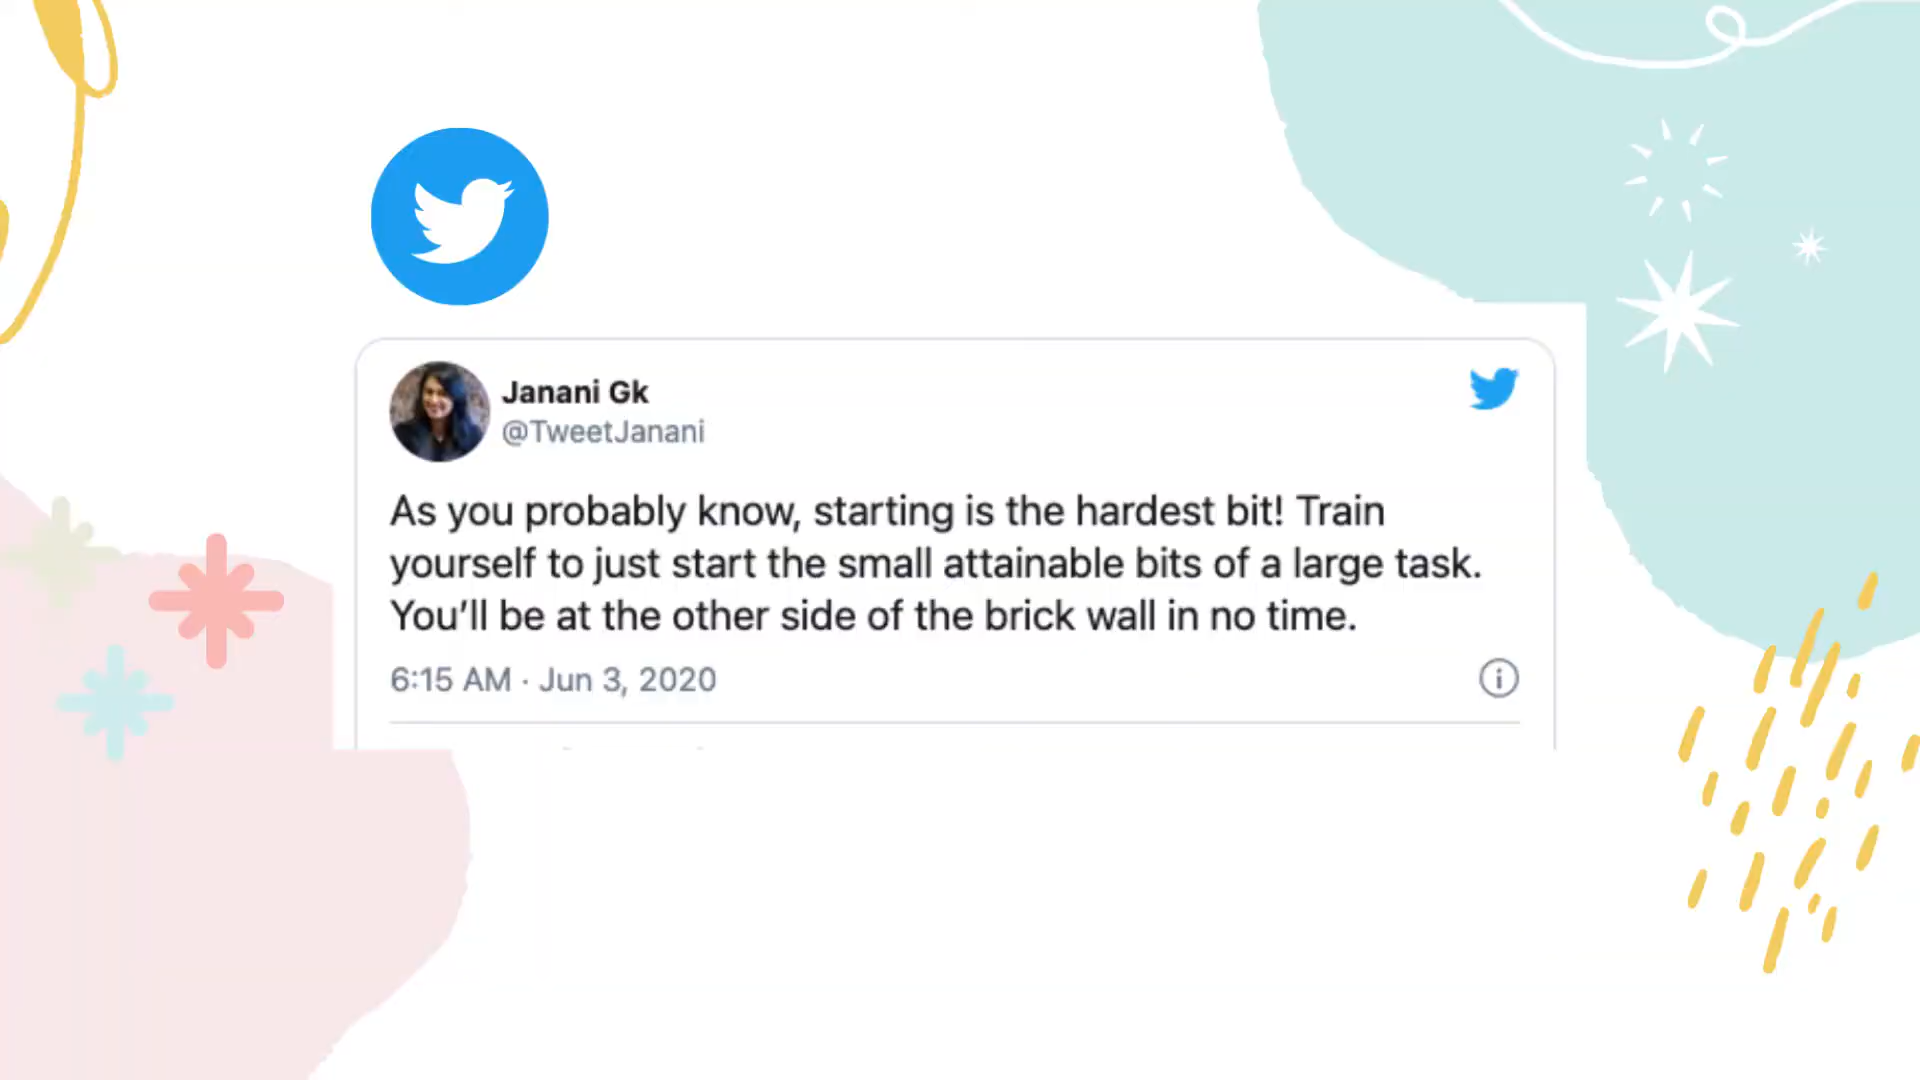 Janani Gk
@TweetJanani
As you probably know, starting is the hardest bit! Train
yourself to just start the small attainable bits of a large task.
You’ll be at the other side of the brick wall in no time.
6:15 AM · Jun 3, 2020